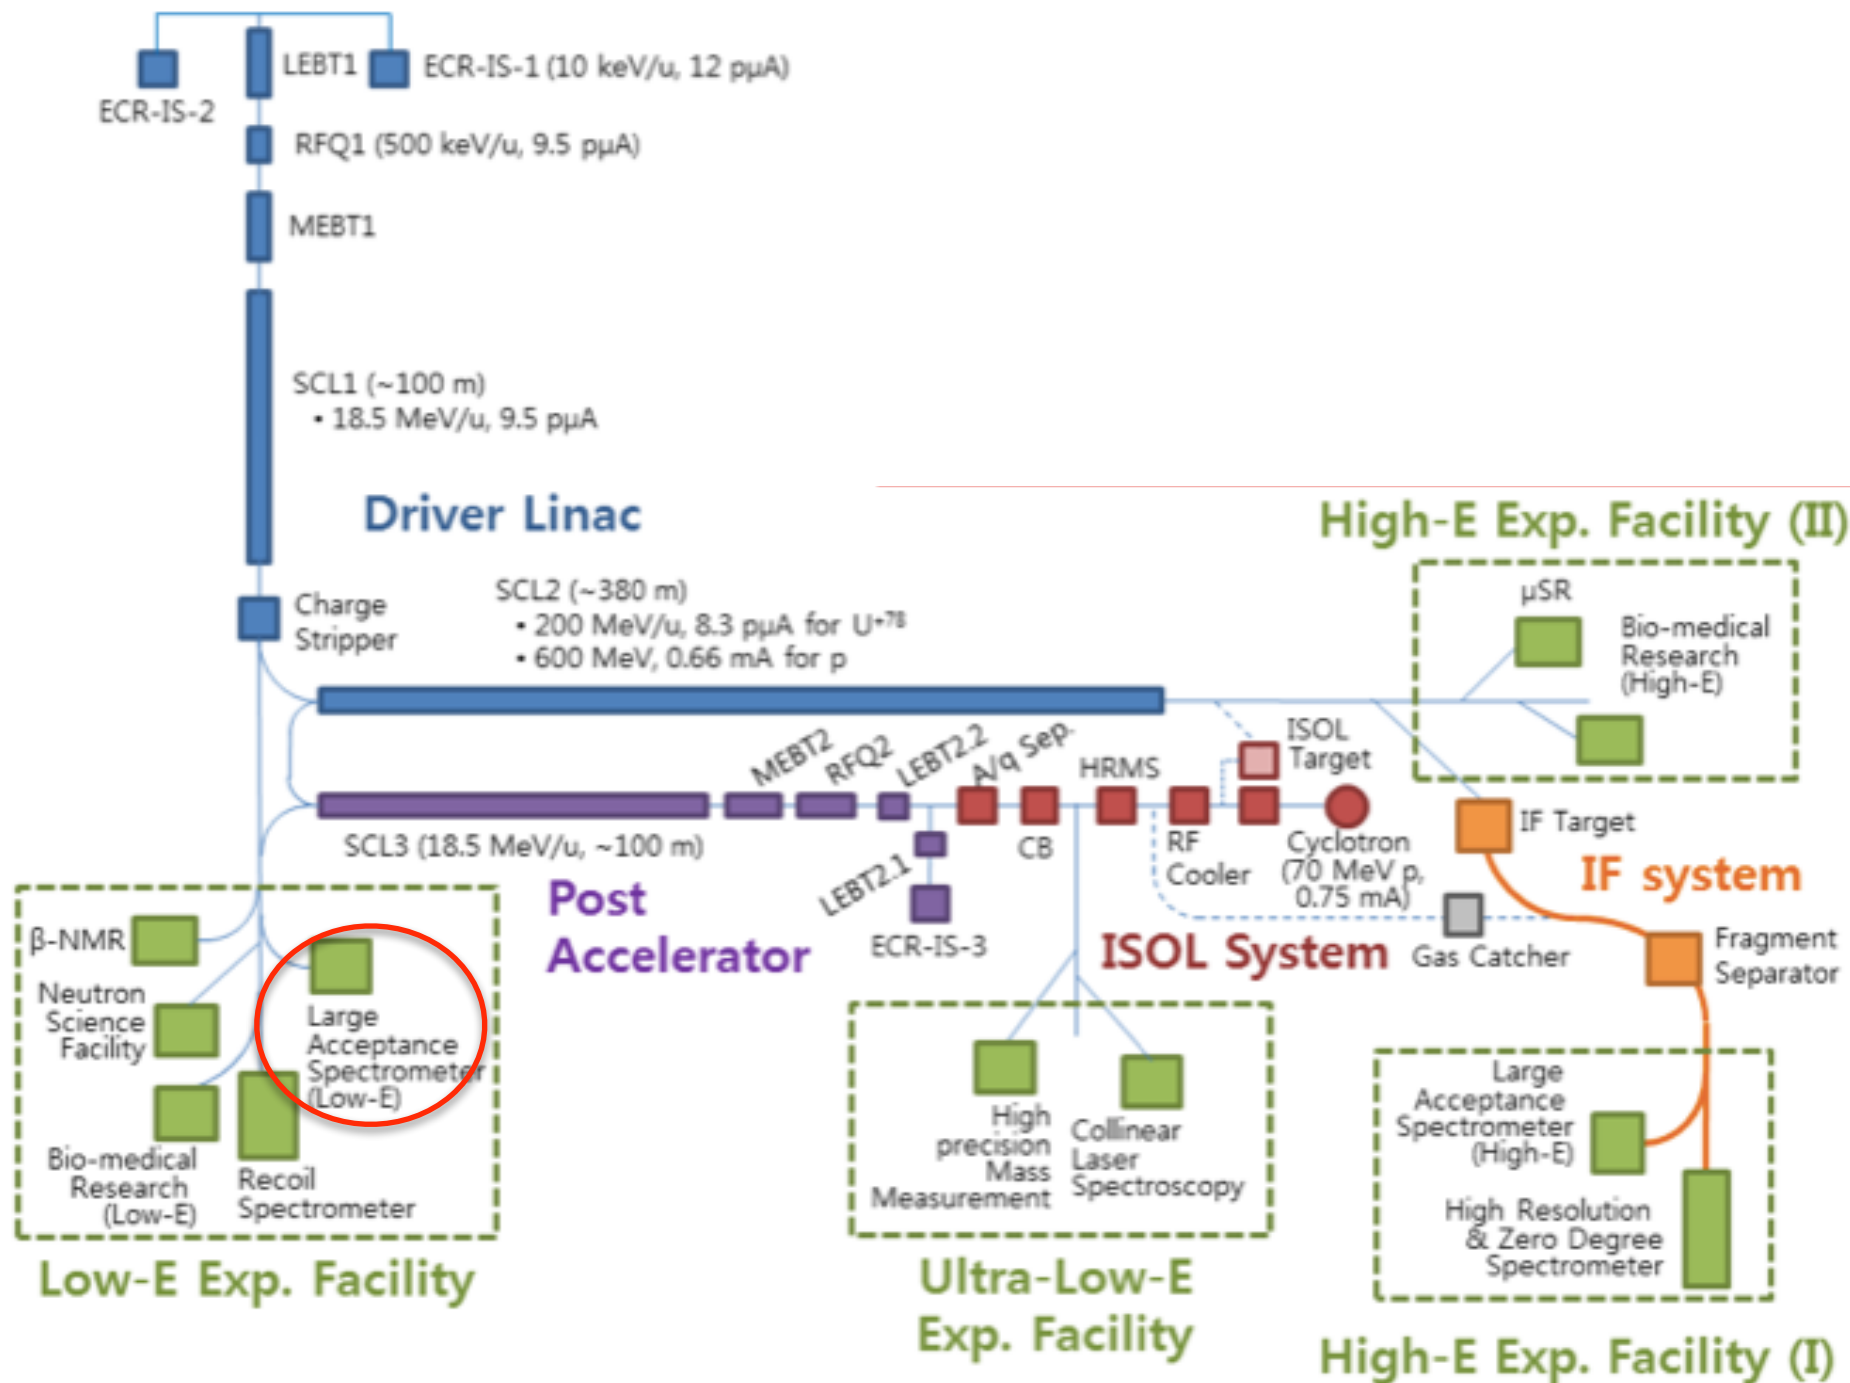 LEBT1
ECR-IS-1 (10 keV/u, 12 pµA)
ECR-IS-2
RFQ1 (500 keV/u, 9.5 pµA)
MEBT1
SCL1 (~100 m)
• 18.5 MeV/u, 9.5 pµA
Driver Linac
Charge
Stripper
SCL2 (~380 m)
• 200 MeV/u, 8.3 pµA for U⁺⁷⁸
• 600 MeV, 0.66 mA for p
High-E Exp. Facility (II)
µSR
Bio-medical
Research
(High-E)
MEBT2
RFQ2
LEBT2.2
A/q Sep.
HRMS
ISOL
Target
SCL3 (18.5 MeV/u, ~100 m)
LEBT2.1
ECR-IS-3
CB
RF
Cooler
Cyclotron
(70 MeV p,
0.75 mA)
IF Target
IF system
Post
Accelerator
ISOL System
Gas Catcher
Fragment
Separator
β-NMR
Neutron
Science
Facility
Large
Acceptance
Spectrometer
(Low-E)
Bio-medical
Research
(Low-E)
Recoil
Spectrometer
Low-E Exp. Facility
High
precision
Mass
Measurement
Collinear
Laser
Spectroscopy
Ultra-Low-E
Exp. Facility
Large
Acceptance
Spectrometer
(High-E)
High Resolution
& Zero Degree
Spectrometer
High-E Exp. Facility (I)